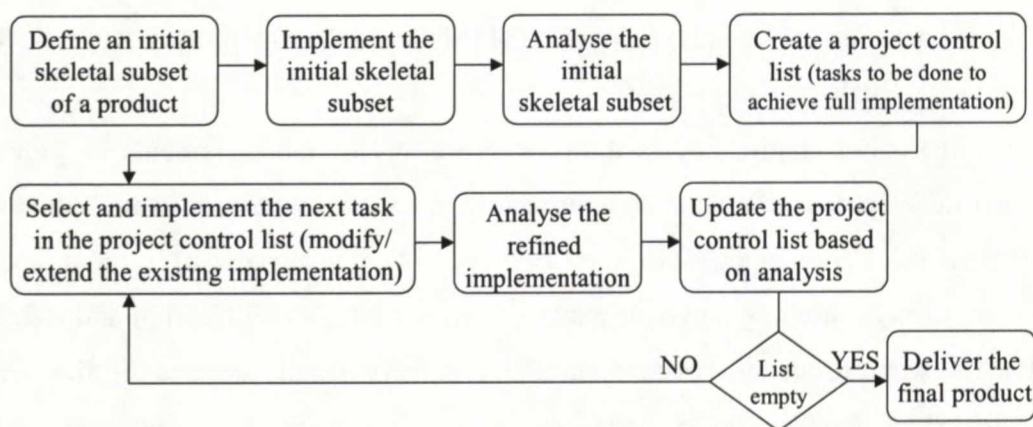 Define an initial
skeletal subset
of a product
Implement the
initial skeletal
subset
Analyse the
initial
skeletal subset
Create a project control
list (tasks to be done to
achieve full implementation)
Select and implement the next task
in the project control list (modify/
extend the existing implementation)
Analyse the
refined
implementation
Update the project
control list based
on analysis
NO
List
empty
YES
Deliver the
final product